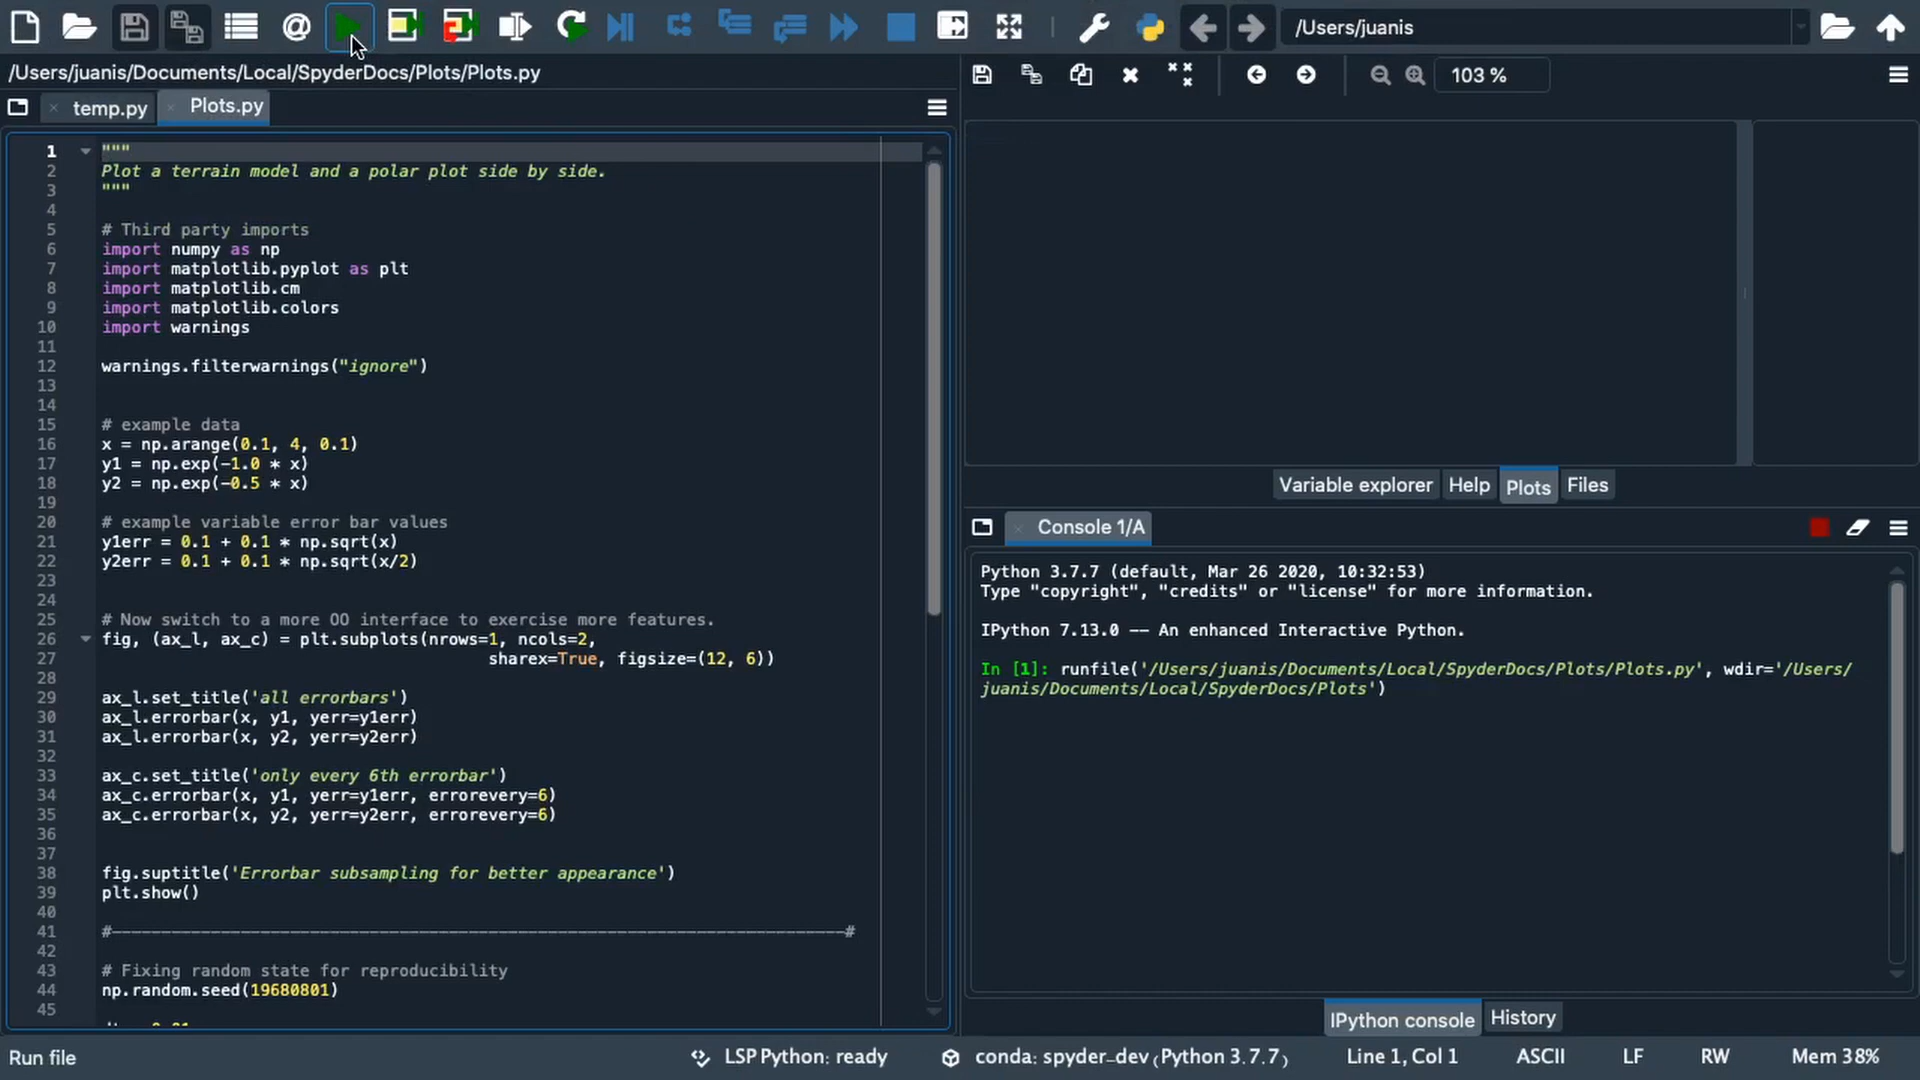 /Users/juanis
/Users/juanis/Documents/Local/SpyderDocs/Plots/Plots.py
103 %
temp.py
Plots.py
1 """
2 Plot a terrain model and a polar plot side by side.
3 """
4
5 # Third party imports
6 import numpy as np
7 import matplotlib.pyplot as plt
8 import matplotlib.cm
9 import matplotlib.colors
10 import warnings
11
12 warnings.filterwarnings("ignore")
13
14
15 # example data
16 x = np.arange(0.1, 4, 0.1)
17 y1 = np.exp(-1.0 * x)
18 y2 = np.exp(-0.5 * x)
19
20 # example variable error bar values
21 y1err = 0.1 + 0.1 * np.sqrt(x)
22 y2err = 0.1 + 0.1 * np.sqrt(x/2)
23
24
25 # Now switch to a more OO interface to exercise more features.
26 fig, (ax_l, ax_c) = plt.subplots(nrows=1, ncols=2,
27 sharex=True, figsize=(12, 6))
28
29 ax_l.set_title('all errorbars')
30 ax_l.errorbar(x, y1, yerr=y1err)
31 ax_l.errorbar(x, y2, yerr=y2err)
32
33 ax_c.set_title('only every 6th errorbar')
34 ax_c.errorbar(x, y1, yerr=y1err, errorevery=6)
35 ax_c.errorbar(x, y2, yerr=y2err, errorevery=6)
36
37
38 fig.suptitle('Errorbar subsampling for better appearance')
39 plt.show()
40
41 #——————————————————————————————————————#
42
43 # Fixing random state for reproducibility
44 np.random.seed(19680801)
45
Variable explorer Help Plots Files
Console 1/A
Python 3.7.7 (default, Mar 26 2020, 10:32:53)
Type "copyright", "credits" or "license" for more information.
IPython 7.13.0 -- An enhanced Interactive Python.
In [1]: runfile('/Users/juanis/Documents/Local/SpyderDocs/Plots/Plots.py', wdir='/Users/
juanis/Documents/Local/SpyderDocs/Plots')
IPython console History
Run file LSP Python: ready conda: spyder-dev (Python 3.7.7) Line 1, Col 1 ASCII LF RW Mem 38%